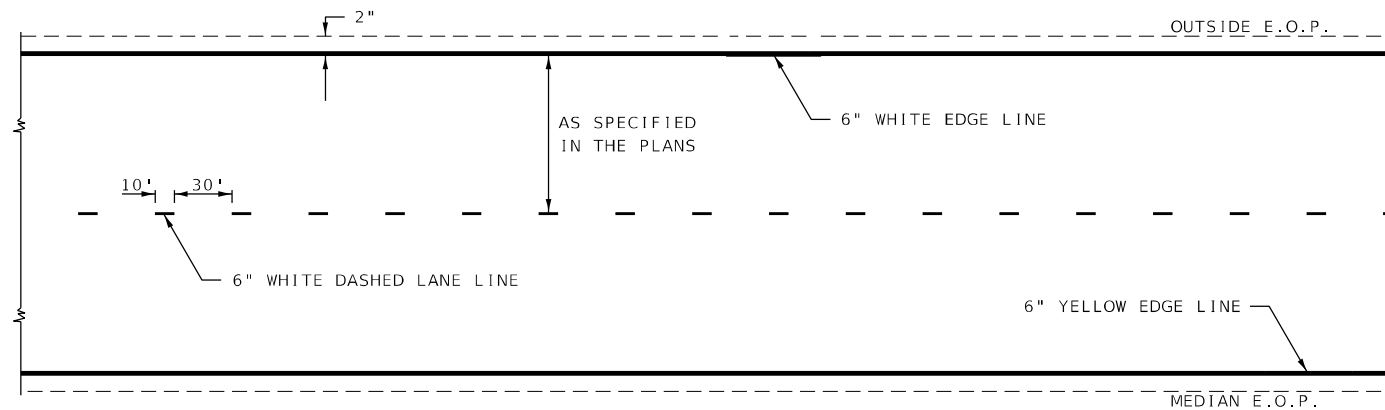 2"
OUTSIDE E.O.P.
6" WHITE EDGE LINE
AS SPECIFIED
IN THE PLANS
10' 30'
6" WHITE DASHED LANE LINE
6" YELLOW EDGE LINE
MEDIAN E.O.P.